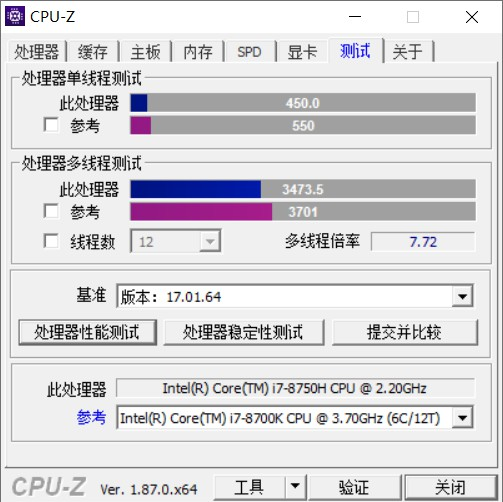 CPU-Z
处理器 缓存 主板 内存 SPD 显卡 测试 关于
处理器单线程测试
此处理器 450.0
参考 550
处理器多线程测试
此处理器 3473.5
参考 3701
线程数 12 多线程倍率 7.72
基准 版本: 17.01.64
处理器性能测试 处理器稳定性测试 提交并比较
此处理器 Intel(R) Core(TM) i7-8750H CPU @ 2.20GHz
参考 Intel(R) Core(TM) i7-8700K CPU @ 3.70GHz (6C/12T)
CPU-Z Ver. 1.87.0.x64 工具 验证 关闭